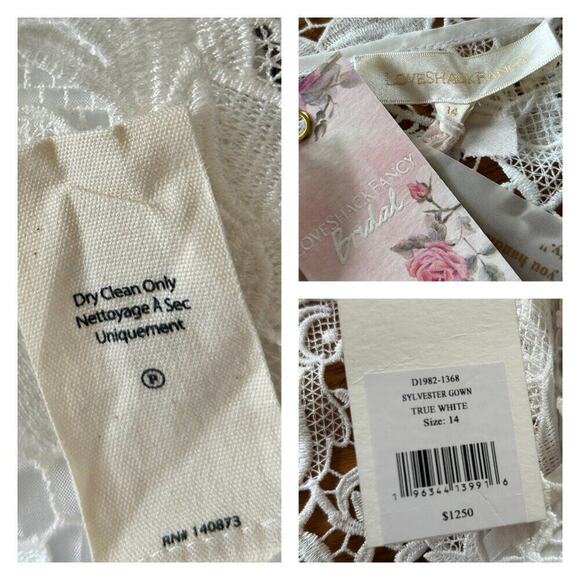 Dry Clean Only
Nettoyage À Sec
Uniquement
P
RN# 140873
LOVESHACKFANCY
14
LOVESHACKFANCY
Bridal
you
."
D1982-1368
SYLVESTER GOWN
TRUE WHITE
Size: 14
1 96344 13991 6
$1250